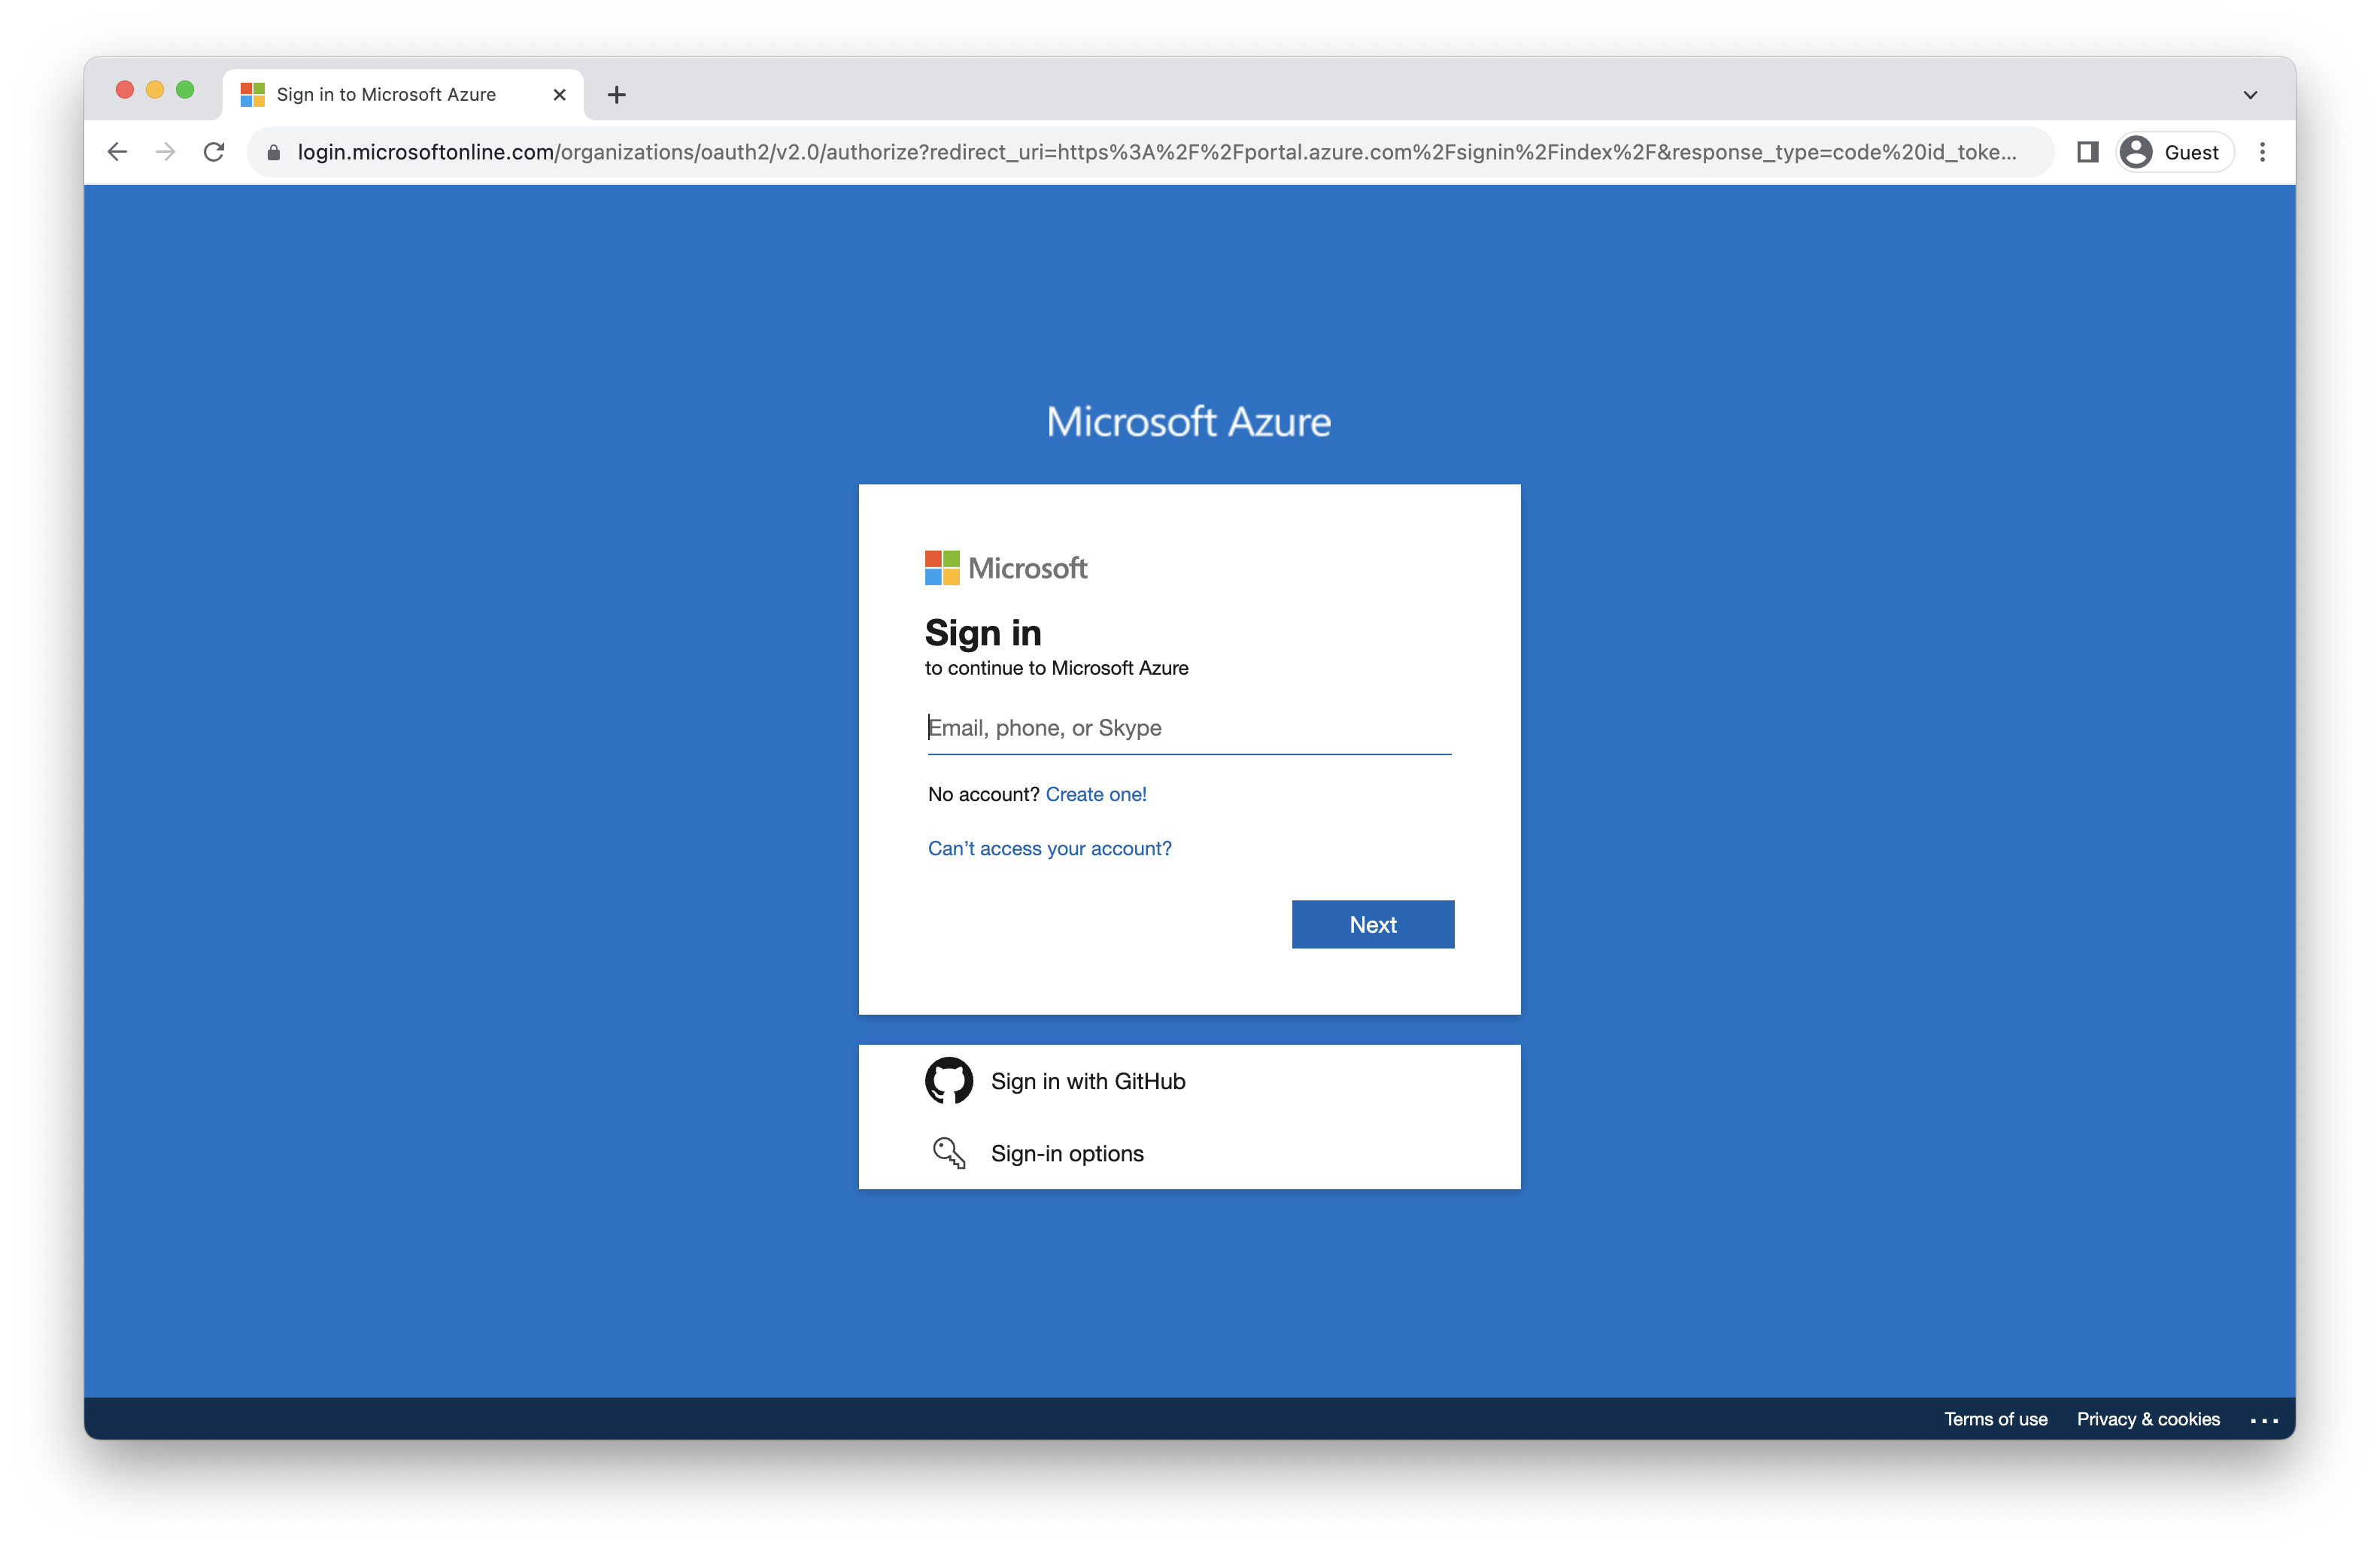 Sign in to Microsoft Azure
login.microsoftonline.com/organizations/oauth2/v2.0/authorize?redirect_uri=https%3A%2F%2Fportal.azure.com%2Fsignin%2Findex%2F&response_type=code%20id_toke...
Guest
Microsoft Azure
Microsoft
Sign in
to continue to Microsoft Azure
Email, phone, or Skype
No account? Create one!
Can’t access your account?
Next
Sign in with GitHub
Sign-in options
Terms of use Privacy & cookies ...